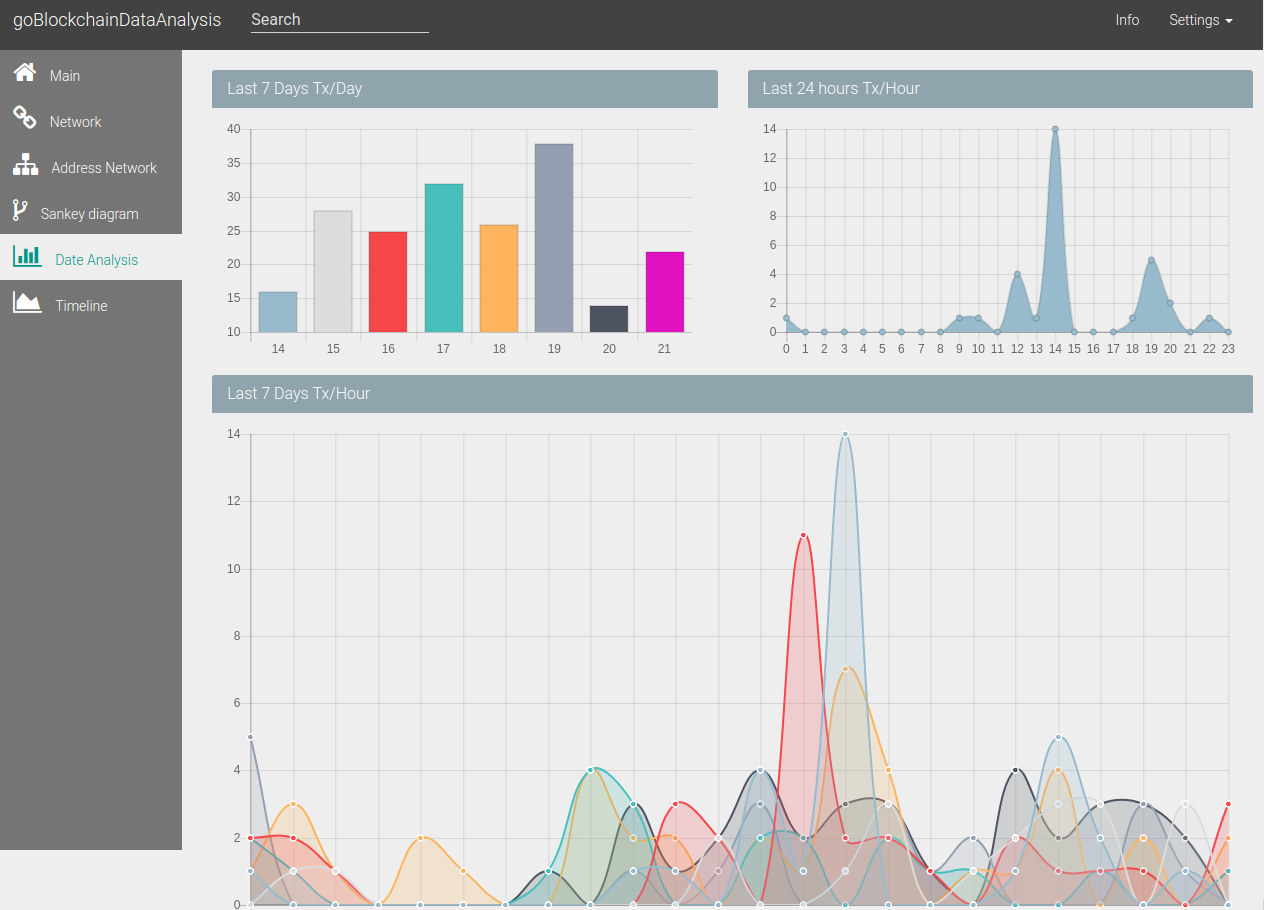 goBlockchainDataAnalysis Search Info Settings
Main
Network
Address Network
Sankey diagram
Date Analysis
Timeline
Last 7 Days Tx/Day
40
35
30
25
20
15
10
14 15 16 17 18 19 20 21
Last 24 hours Tx/Hour
14
12
10
8
6
4
2
0
0 1 2 3 4 5 6 7 8 9 10 11 12 13 14 15 16 17 18 19 20 21 22 23
Last 7 Days Tx/Hour
14
12
10
8
6
4
2
0